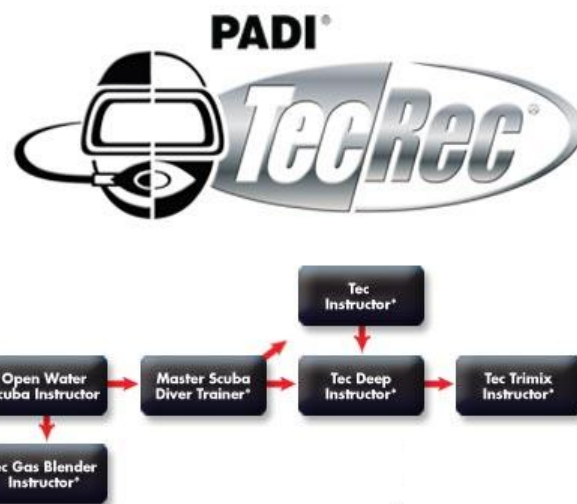 PADI®
TecRec®
Tec
Instructor*
Open Water
cuba Instructor
Master Scuba
Diver Trainer*
Tec Deep
Instructor*
Tec Trimix
Instructor*
ec Gas Blender
Instructor*